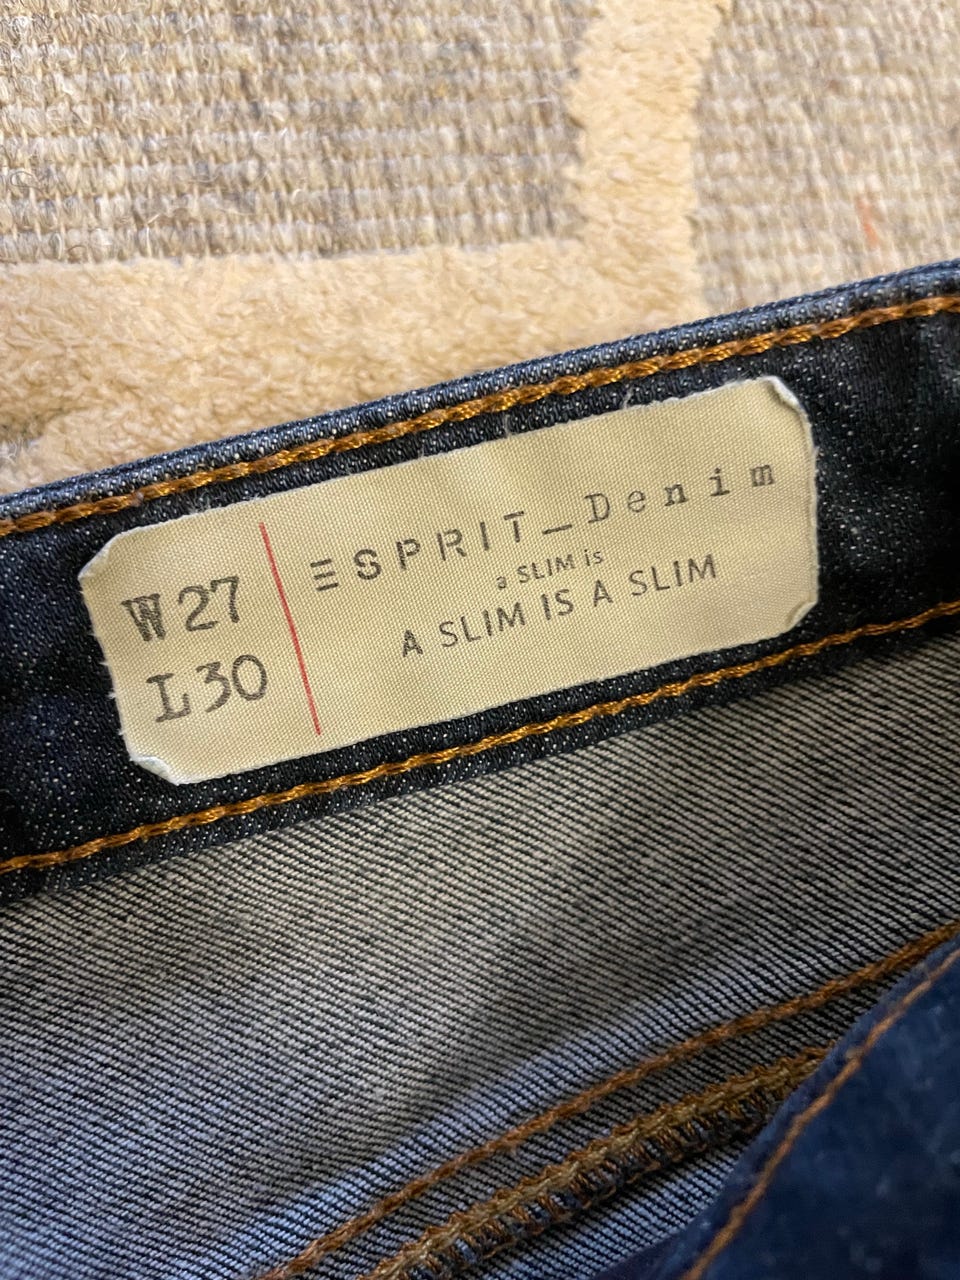 W27
L30
ESPRIT_Denim
a SLIM is
A SLIM IS A SLIM